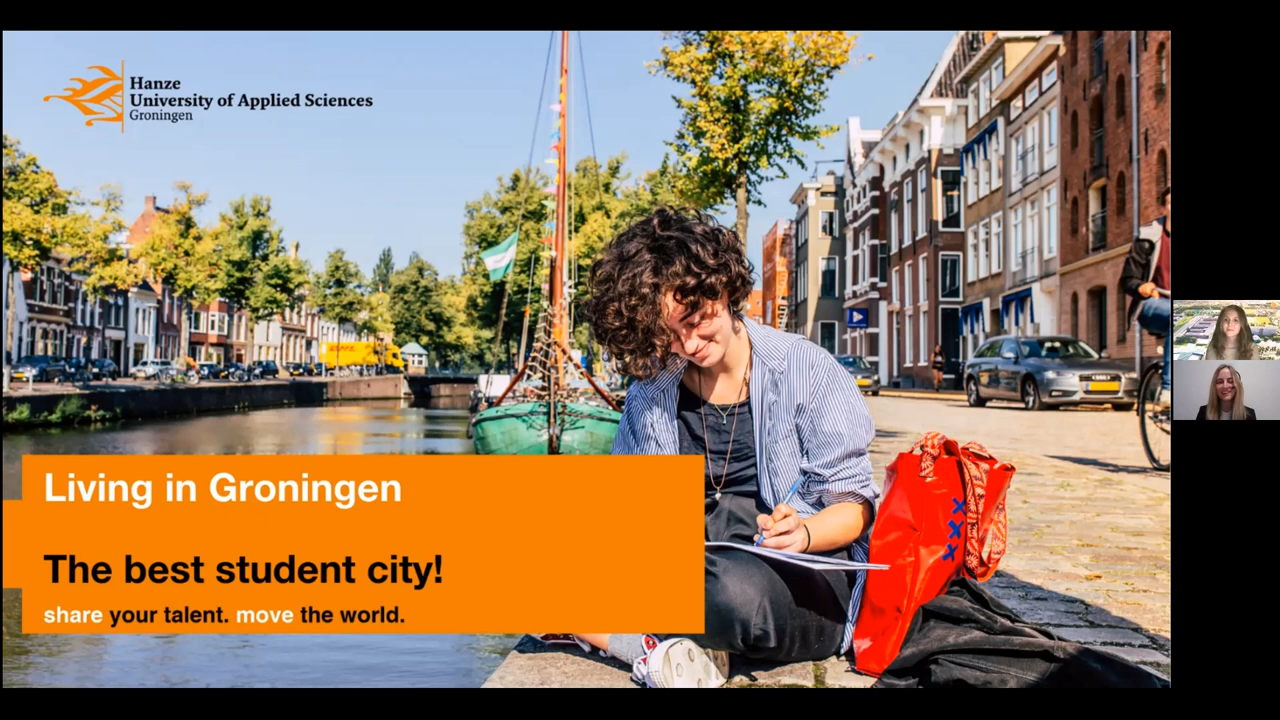 Hanze
University of Applied Sciences
Groningen
Living in Groningen
The best student city!
share your talent. move the world.